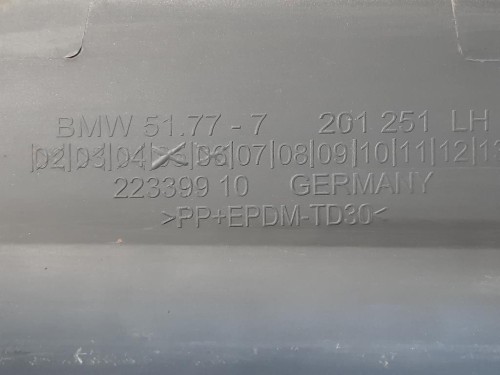 BMW 51.77 - 7 201 251 LH
|02|03|04|05|06|07|08|09|10|11|12|13
223399 10 GERMANY
>PP+EPDM-TD30<